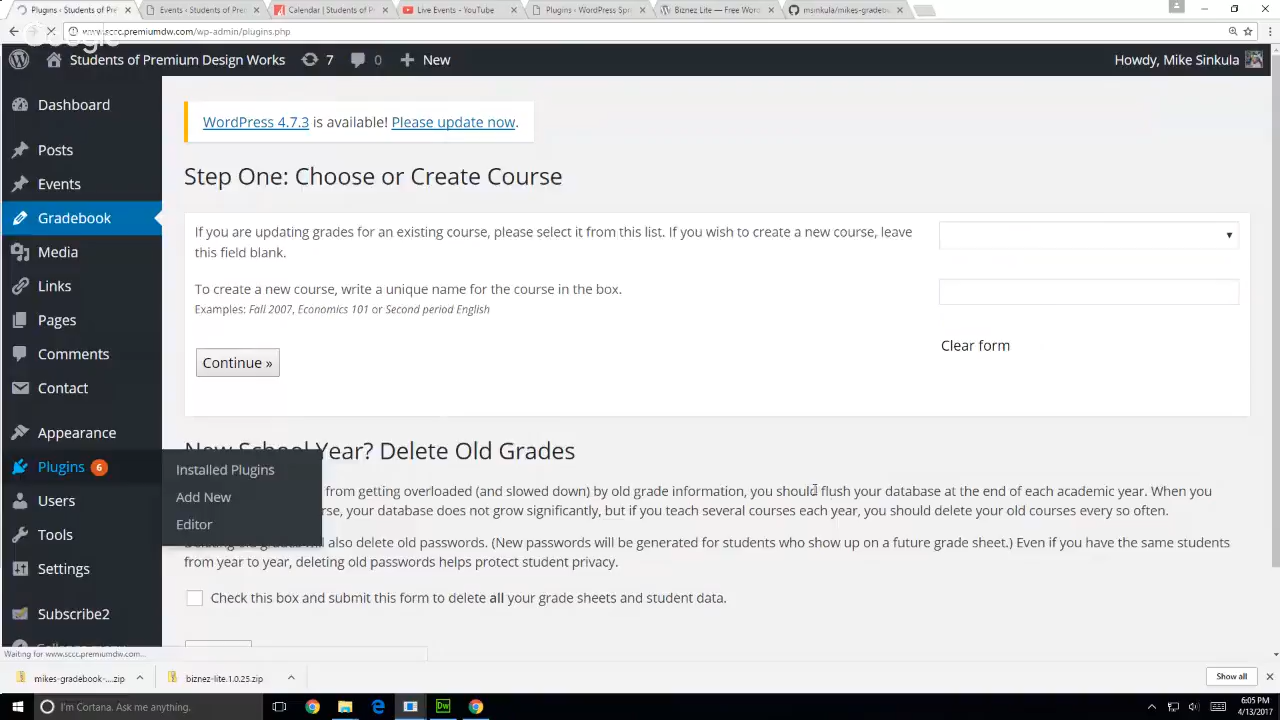 Plugins ‹ Students of Pre
Events ‹ Students of Pre
Calendar | Students of P
Live Events - YouTube
Plugins - WordPress Spr
Biznez Lite — Free Word
msinkula/mikes-gradebo
www.sccc.premiumdw.com/wp-admin/plugins.php
Google
Students of Premium Design Works
7
0
New
Howdy, Mike Sinkula
Dashboard
Posts
Events
Gradebook
Media
Links
Pages
Comments
Contact
Appearance
Plugins 6
Users
Tools
Settings
Subscribe2
Installed Plugins
Add New
Editor
WordPress 4.7.3 is available! Please update now.
Step One: Choose or Create Course
If you are updating grades for an existing course, please select it from this list. If you wish to create a new course, leave
this field blank.
To create a new course, write a unique name for the course in the box.
Examples: Fall 2007, Economics 101 or Second period English
Clear form
Continue »
New School Year? Delete Old Grades
from getting overloaded (and slowed down) by old grade information, you should flush your database at the end of each academic year. When you
your database does not grow significantly, but if you teach several courses each year, you should delete your old courses every so often.
also delete old passwords. (New passwords will be generated for students who show up on a future grade sheet.) Even if you have the same students
from year to year, deleting old passwords helps protect student privacy.
Check this box and submit this form to delete all your grade sheets and student data.
Waiting for www.sccc.premiumdw.com...
mikes-gradebook-....zip
biznez-lite.1.0.25.zip
Show all
I'm Cortana. Ask me anything.
6:05 PM
4/13/2017